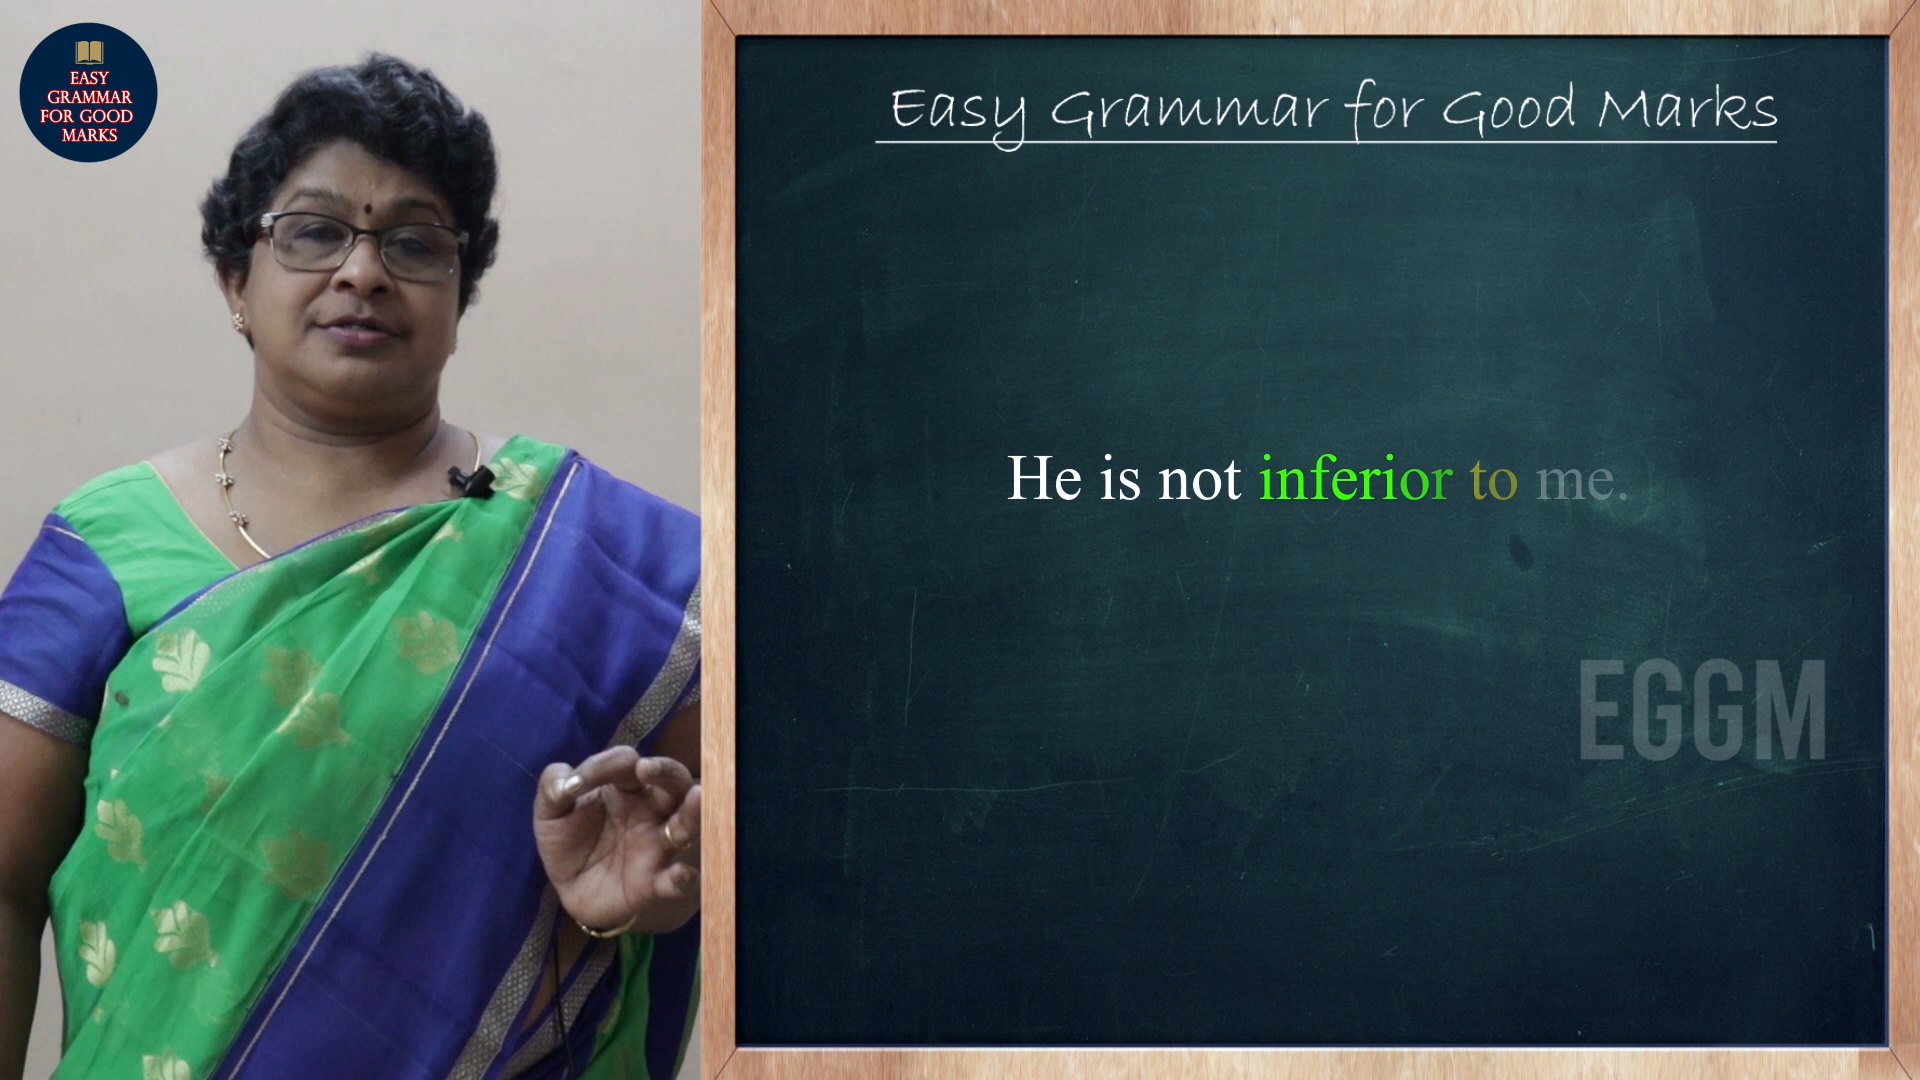 EASY
GRAMMAR
FOR GOOD
MARKS
Easy Grammar for Good Marks
He is not inferior to me.
EGGM